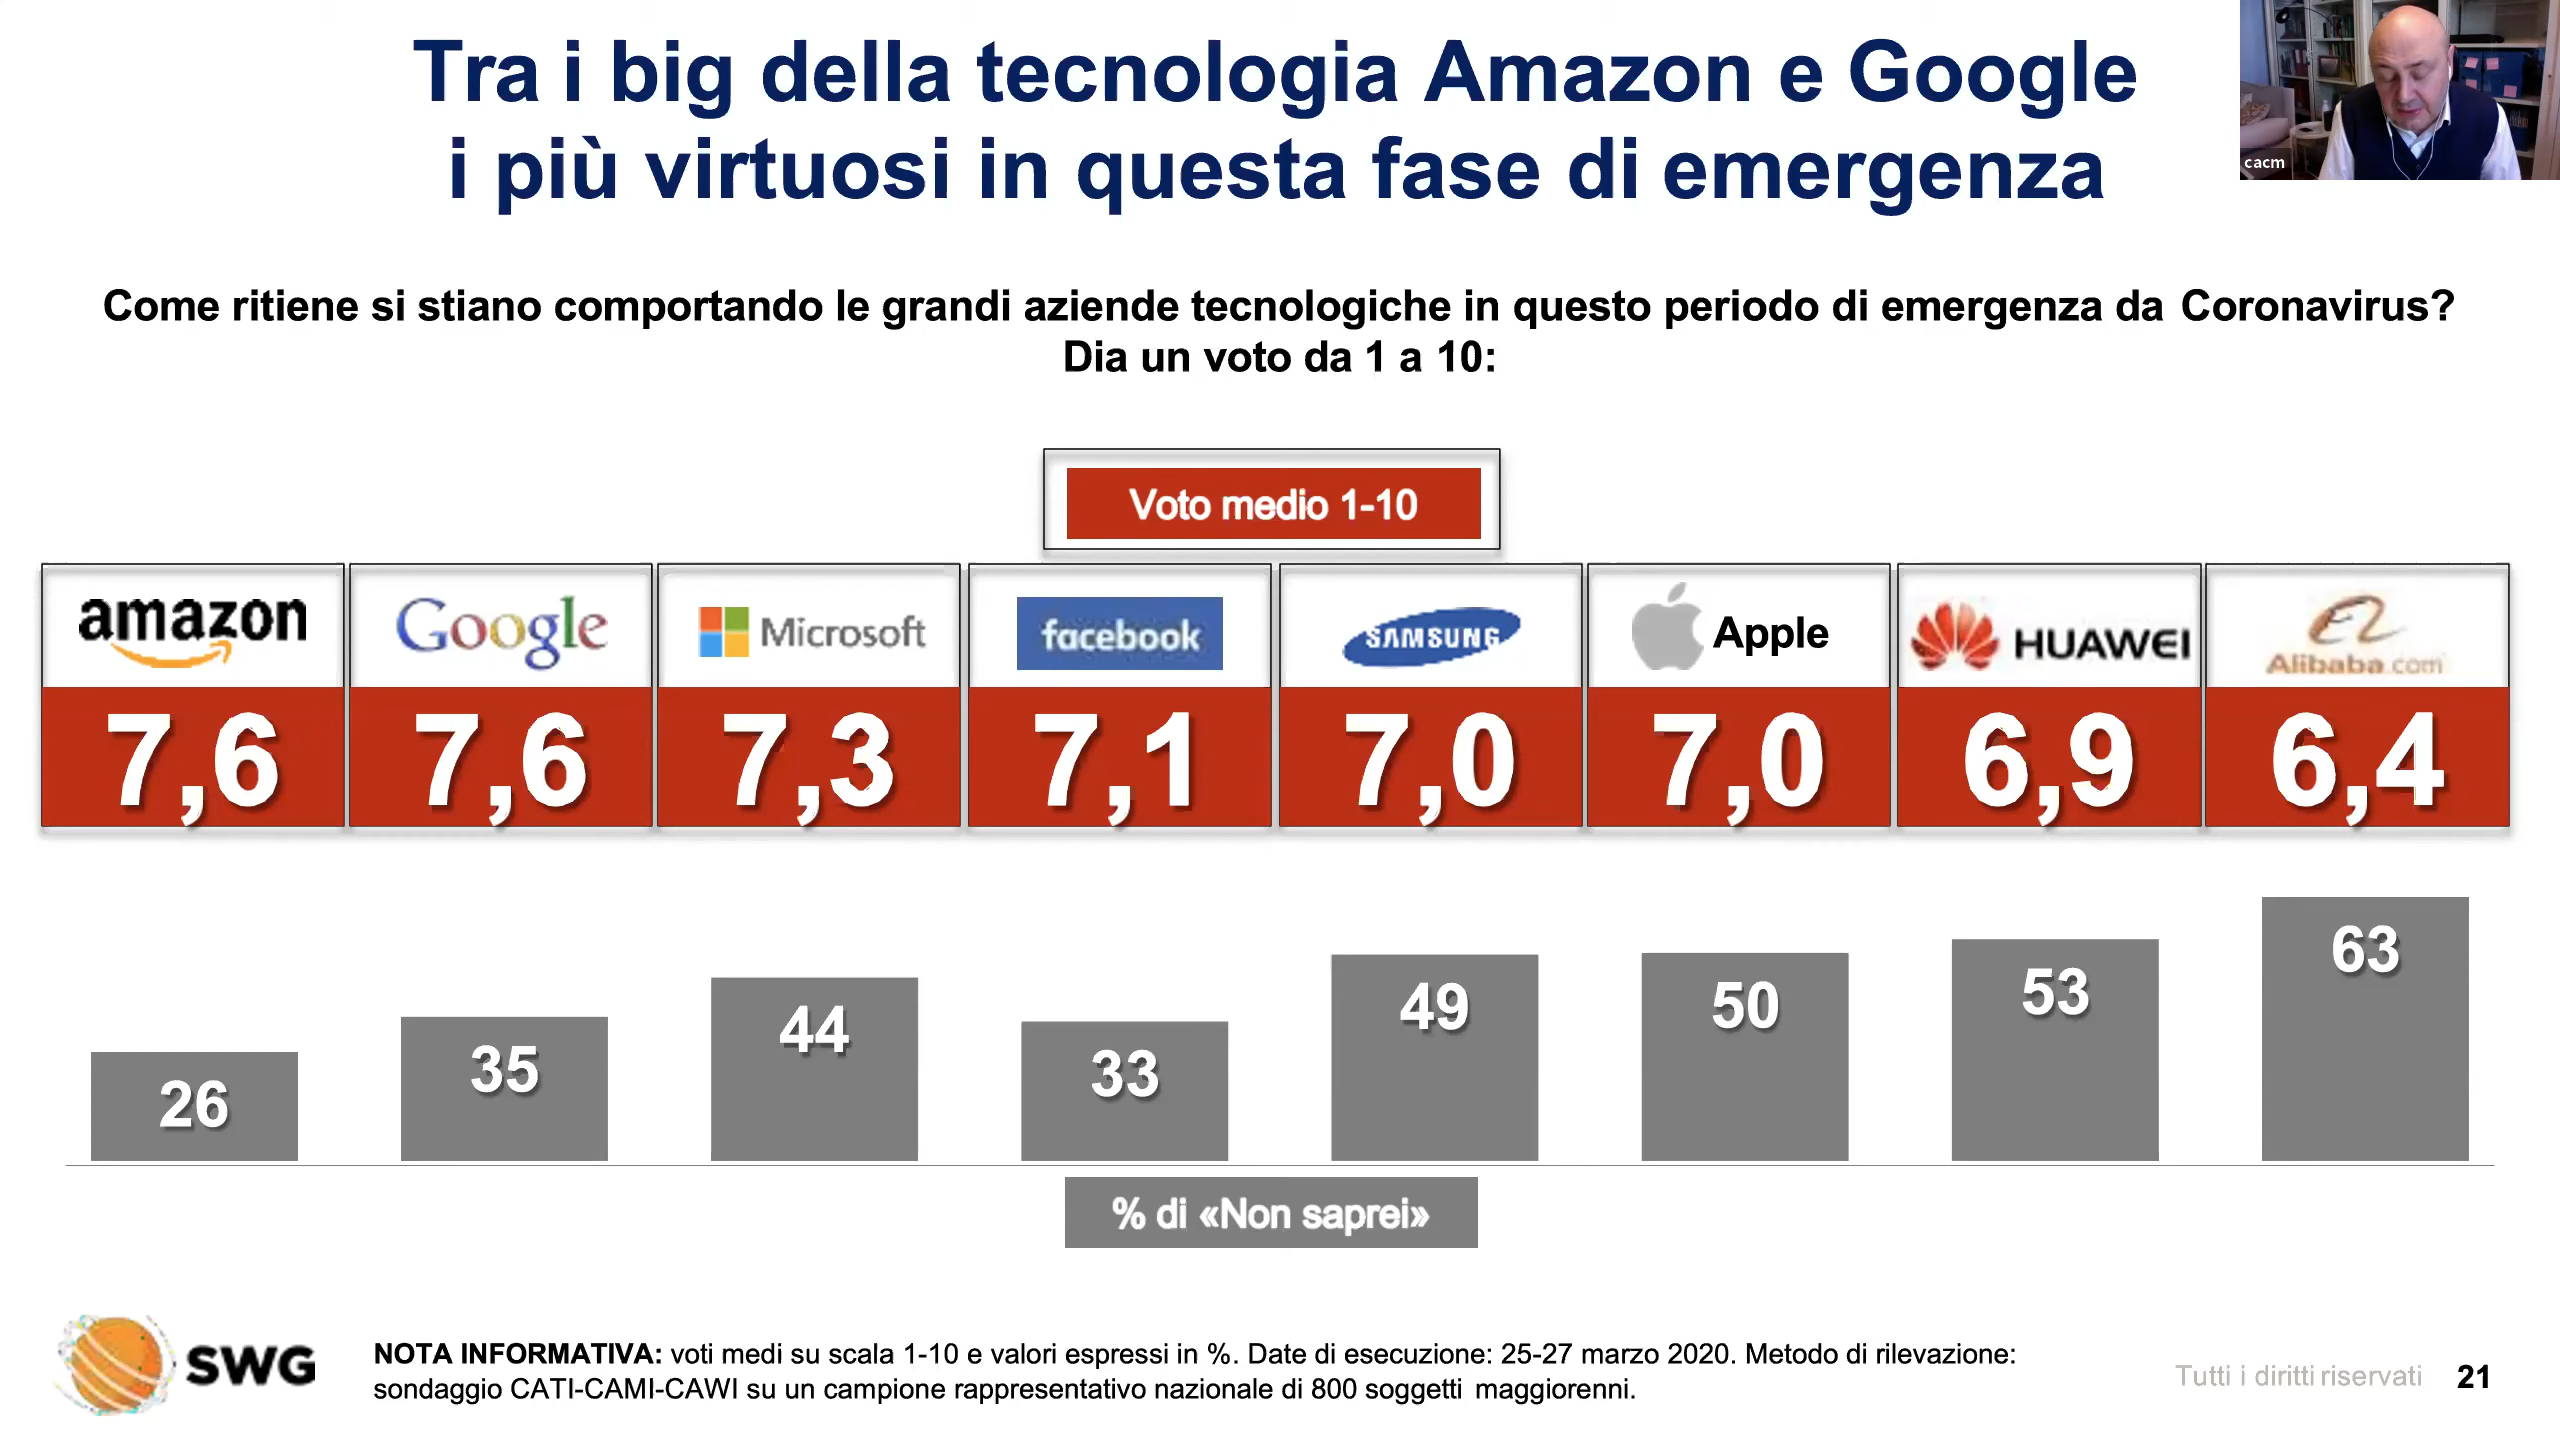 Tra i big della tecnologia Amazon e Google
i più virtuosi in questa fase di emergenza
cacm
Come ritiene si stiano comportando le grandi aziende tecnologiche in questo periodo di emergenza da Coronavirus?
Dia un voto da 1 a 10:
Voto medio 1-10
amazon Google Microsoft facebook SAMSUNG Apple HUAWEI Alibaba.com
7,6 7,6 7,3 7,1 7,0 7,0 6,9 6,4
26 35 44 33 49 50 53 63
% di «Non saprei»
SWG
NOTA INFORMATIVA: voti medi su scala 1-10 e valori espressi in %. Date di esecuzione: 25-27 marzo 2020. Metodo di rilevazione:
sondaggio CATI-CAMI-CAWI su un campione rappresentativo nazionale di 800 soggetti maggiorenni.
Tutti i diritti riservati 21